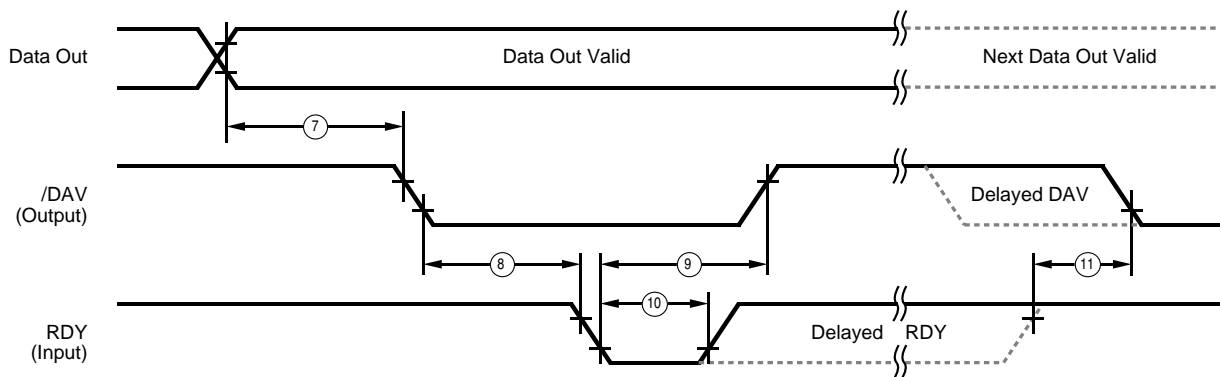 Data Out
Data Out Valid
Next Data Out Valid
7
/DAV
(Output)
Delayed DAV
8
9
11
10
RDY
(Input)
Delayed RDY